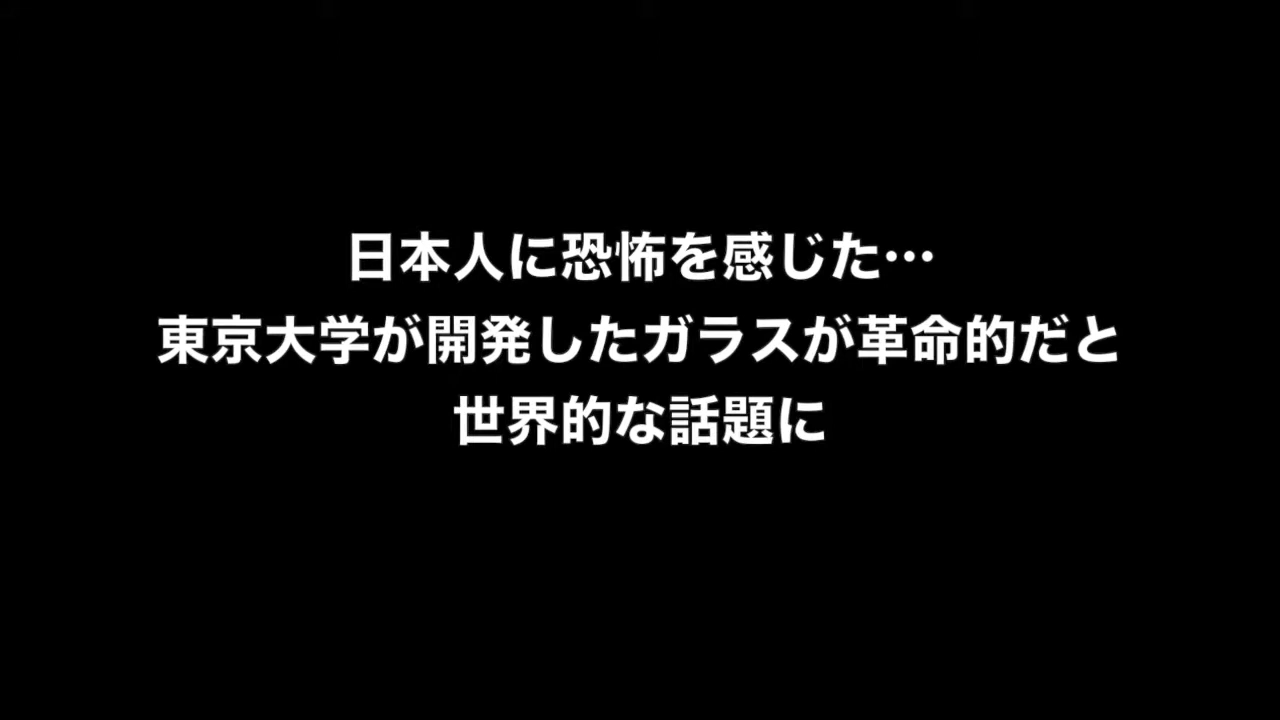 日本人に恐怖を感じた…
東京大学が開発したガラスが革命的だと
世界的な話題に